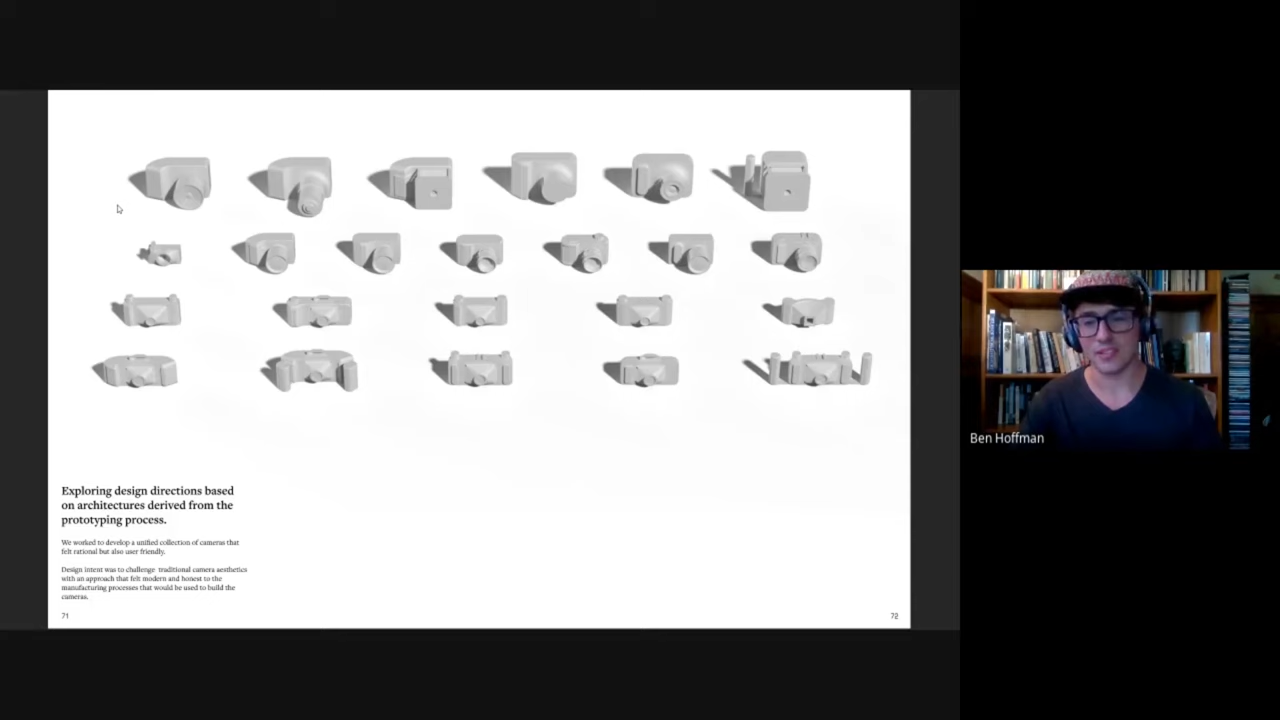 Exploring design directions based
on architectures derived from the
prototyping process.
We worked to develop a unified collection of cameras that
felt rational but also user friendly.
Design intent was to challenge traditional camera aesthetics
with an approach that felt modern and honest to the
manufacturing processes that would be used to build the
cameras.
71
72
Ben Hoffman